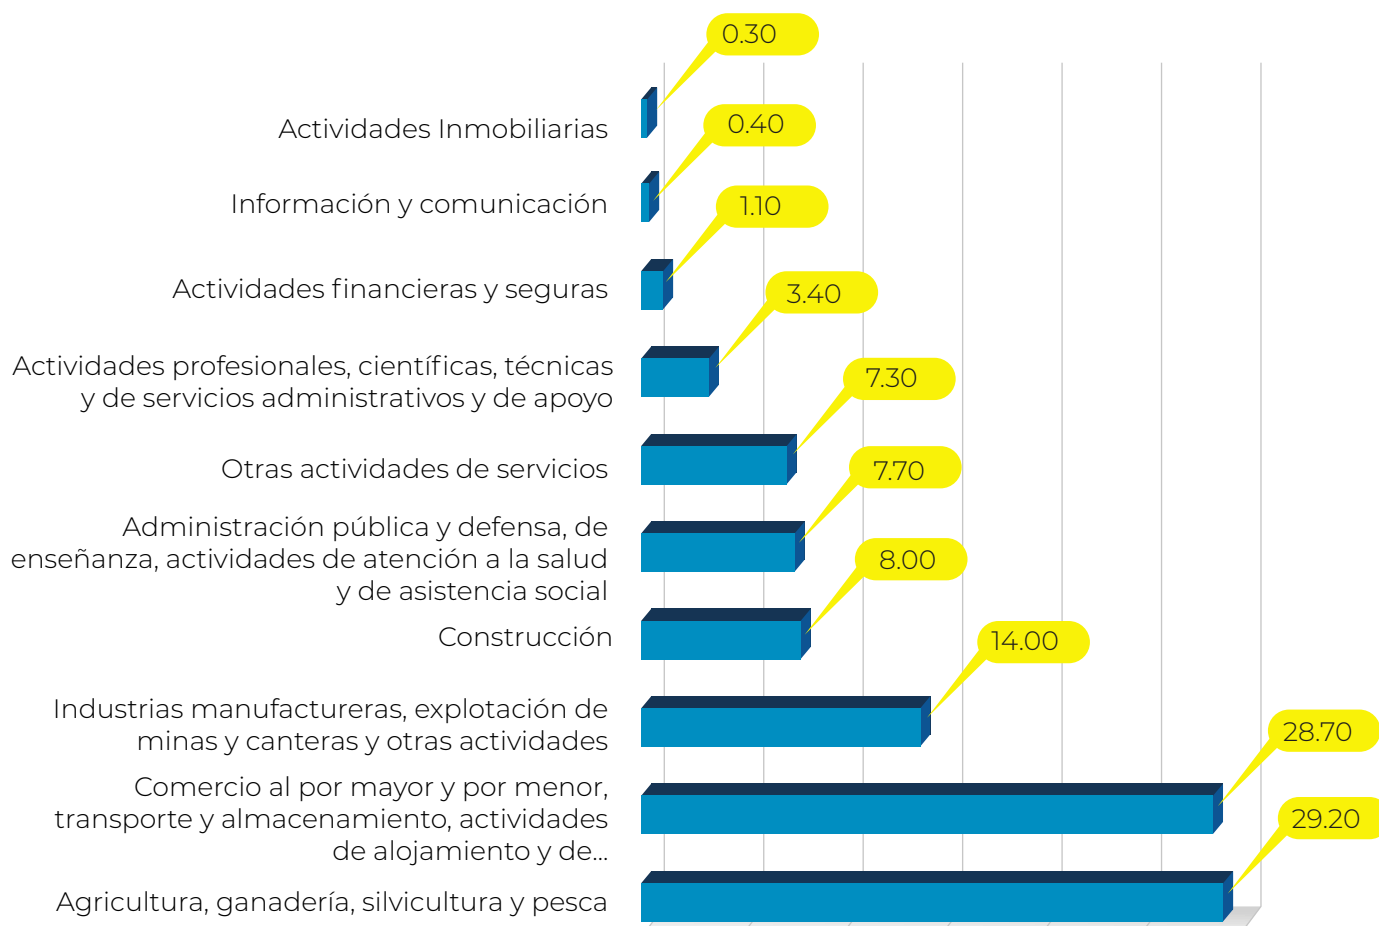 0.30
Actividades Inmobiliarias
0.40
Información y comunicación
1.10
Actividades financieras y seguras
3.40
Actividades profesionales, científicas, técnicas
y de servicios administrativos y de apoyo
7.30
Otras actividades de servicios
7.70
Administración pública y defensa, de
enseñanza, actividades de atención a la salud
y de asistencia social
8.00
Construcción
14.00
Industrias manufactureras, explotación de
minas y canteras y otras actividades
28.70
Comercio al por mayor y por menor,
transporte y almacenamiento, actividades
de alojamiento y de...
29.20
Agricultura, ganadería, silvicultura y pesca